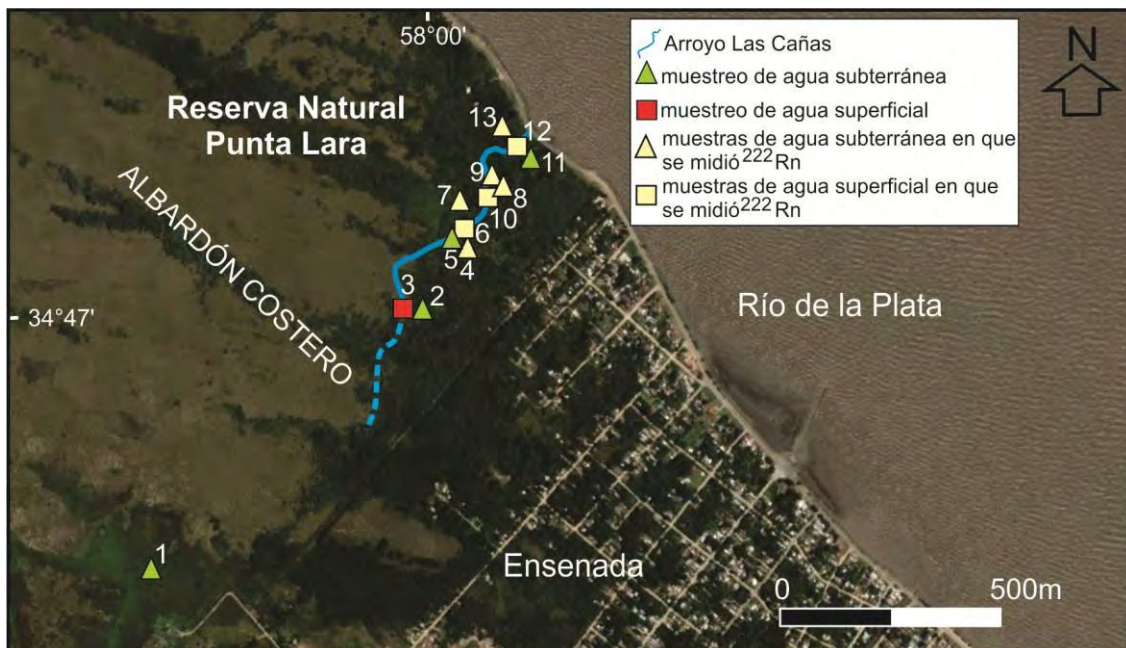 58°00'
N
Arroyo Las Cañas
muestreo de agua subterránea
muestreo de agua superficial
muestras de agua subterránea en que
se midió 222Rn
muestras de agua superficial en que
se midió 222Rn
Reserva Natural
Punta Lara
ALBARDÓN COSTERO
13
12
11
9
8
7
10
6
5
4
3
2
34°47'
Río de la Plata
1
Ensenada
0
500m